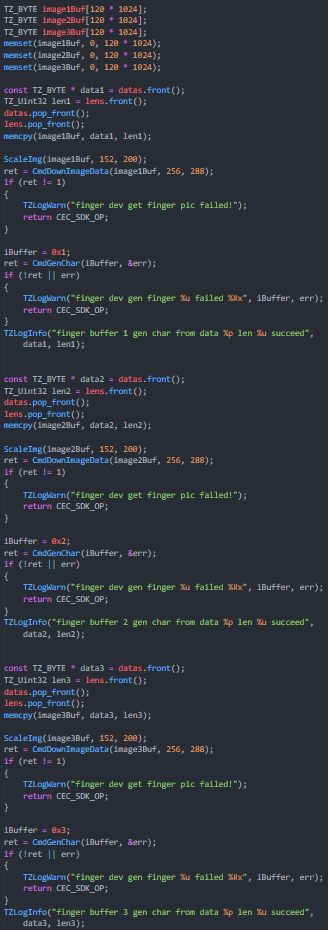 TZ_BYTE image1Buf[120 * 1024];
TZ_BYTE image2Buf[120 * 1024];
TZ_BYTE image3Buf[120 * 1024];
memset(image1Buf, 0, 120 * 1024);
memset(image2Buf, 0, 120 * 1024);
memset(image3Buf, 0, 120 * 1024);

const TZ_BYTE * data1 = datas.front();
TZ_Uint32 len1 = lens.front();
datas.pop_front();
lens.pop_front();
memcpy(image1Buf, data1, len1);

ScaleImg(image1Buf, 152, 200);
ret = CmdDownImageData(image1Buf, 256, 288);
if (ret != 1)
{
    TZLogWarn("finger dev get finger pic failed!");
    return CEC_SDK_OP;
}

iBuffer = 0x1;
ret = CmdGenChar(iBuffer, &err);
if (!ret || err)
{
    TZLogWarn("finger dev gen finger %u failed %#x", iBuffer, err);
    return CEC_SDK_OP;
}
TZLogInfo("finger buffer 1 gen char from data %p len %u succeed",
    data1, len1);

const TZ_BYTE * data2 = datas.front();
TZ_Uint32 len2 = lens.front();
datas.pop_front();
lens.pop_front();
memcpy(image2Buf, data2, len2);

ScaleImg(image2Buf, 152, 200);
ret = CmdDownImageData(image2Buf, 256, 288);
if (ret != 1)
{
    TZLogWarn("finger dev get finger pic failed!");
    return CEC_SDK_OP;
}

iBuffer = 0x2;
ret = CmdGenChar(iBuffer, &err);
if (!ret || err)
{
    TZLogWarn("finger dev gen finger %u failed %#x", iBuffer, err);
    return CEC_SDK_OP;
}
TZLogInfo("finger buffer 2 gen char from data %p len %u succeed",
    data2, len2);

const TZ_BYTE * data3 = datas.front();
TZ_Uint32 len3 = lens.front();
datas.pop_front();
lens.pop_front();
memcpy(image3Buf, data3, len3);

ScaleImg(image3Buf, 152, 200);
ret = CmdDownImageData(image3Buf, 256, 288);
if (ret != 1)
{
    TZLogWarn("finger dev get finger pic failed!");
    return CEC_SDK_OP;
}

iBuffer = 0x3;
ret = CmdGenChar(iBuffer, &err);
if (!ret || err)
{
    TZLogWarn("finger dev gen finger %u failed %#x", iBuffer, err);
    return CEC_SDK_OP;
}
TZLogInfo("finger buffer 3 gen char from data %p len %u succeed",
    data3, len3);